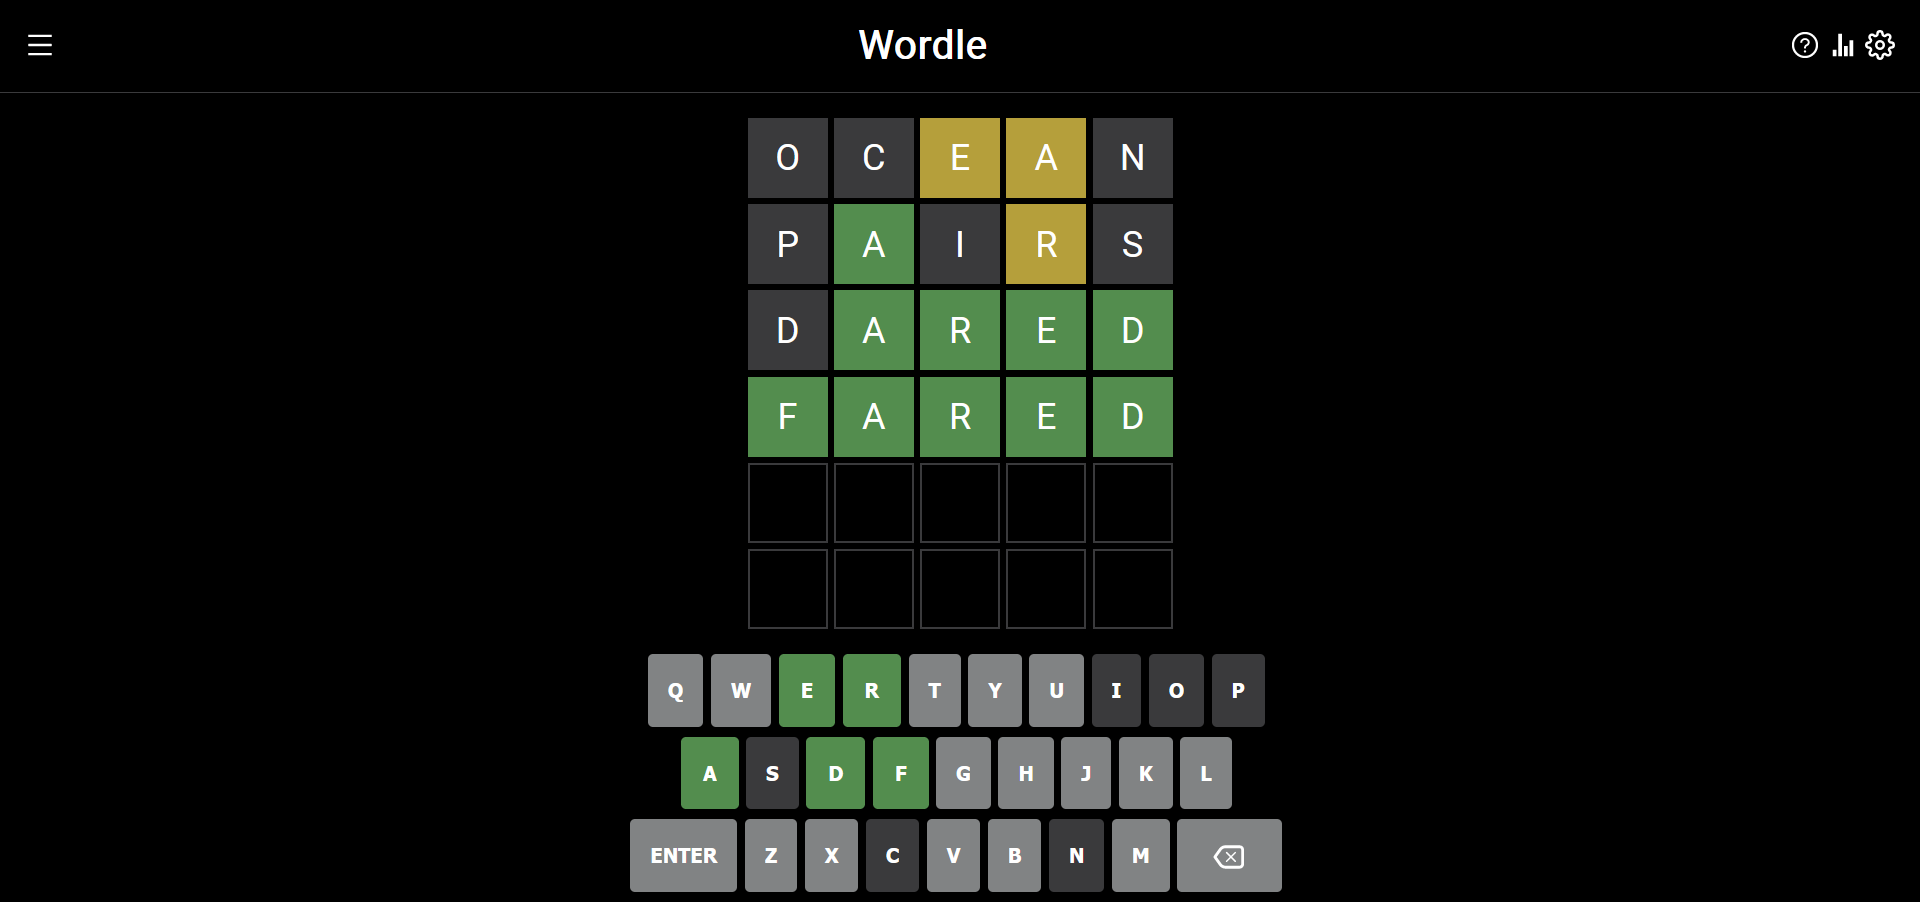 Wordle
O C E A N
P A I R S
D A R E D
F A R E D
Q W E R T Y U I O P
A S D F G H J K L
ENTER Z X C V B N M